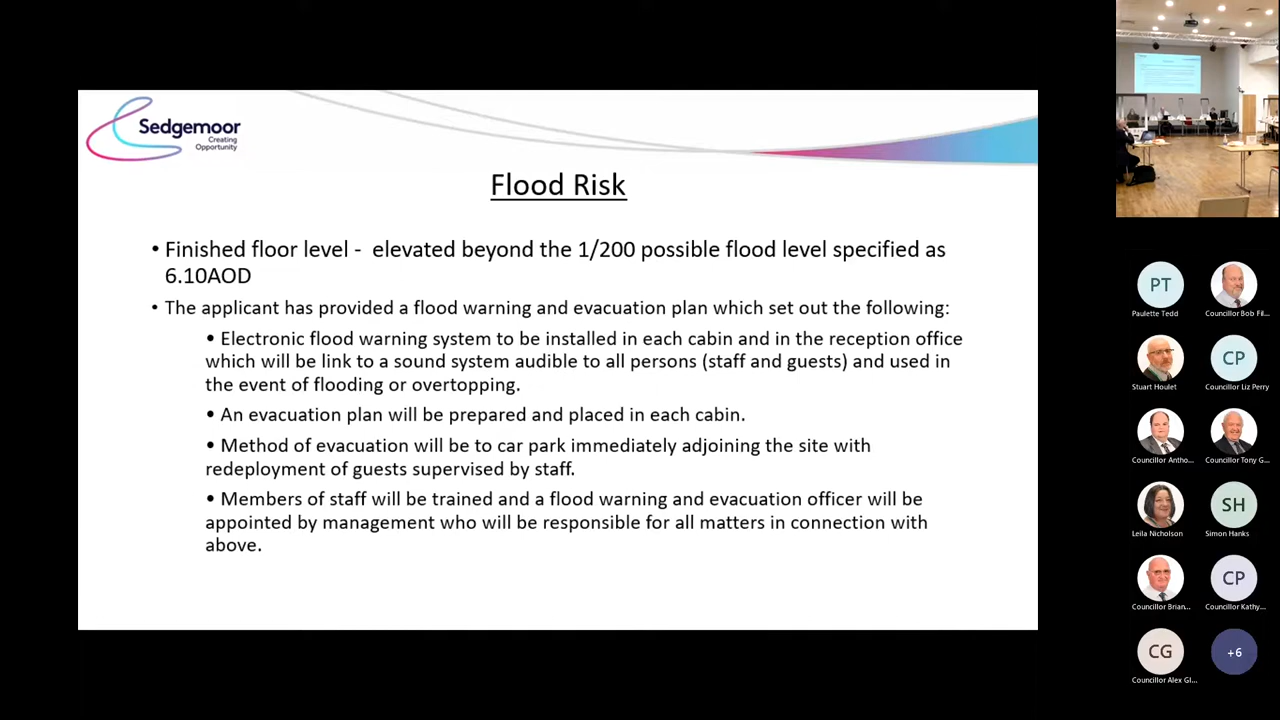 Sedgemoor
Creating
Opportunity
Flood Risk
• Finished floor level - elevated beyond the 1/200 possible flood level specified as
6.10AOD
• The applicant has provided a flood warning and evacuation plan which set out the following:
• Electronic flood warning system to be installed in each cabin and in the reception office
which will be link to a sound system audible to all persons (staff and guests) and used in
the event of flooding or overtopping.
• An evacuation plan will be prepared and placed in each cabin.
• Method of evacuation will be to car park immediately adjoining the site with
redeployment of guests supervised by staff.
• Members of staff will be trained and a flood warning and evacuation officer will be
appointed by management who will be responsible for all matters in connection with
above.
PT
Paulette Tedd
Councillor Bob Fil...
Stuart Houlet
CP
Councillor Liz Perry
Councillor Antho...
Councillor Tony G...
Leila Nicholson
SH
Simon Hanks
Councillor Brian...
CP
Councillor Kathy...
CG
Councillor Alex Gl...
+6